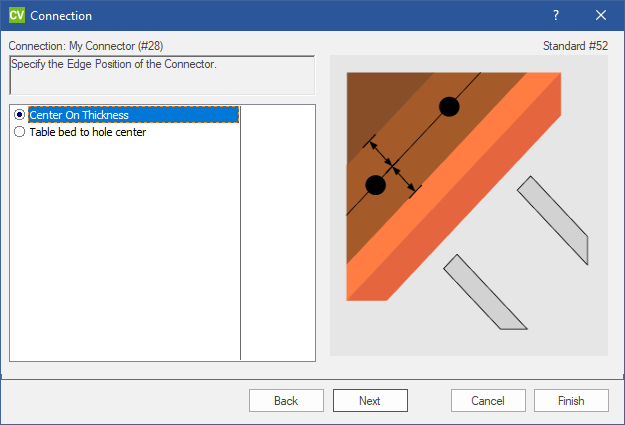 CV Connection ?
Connection: My Connector (#28) Standard #52
Specify the Edge Position of the Connector.
Center On Thickness
Table bed to hole center
Back Next Cancel Finish